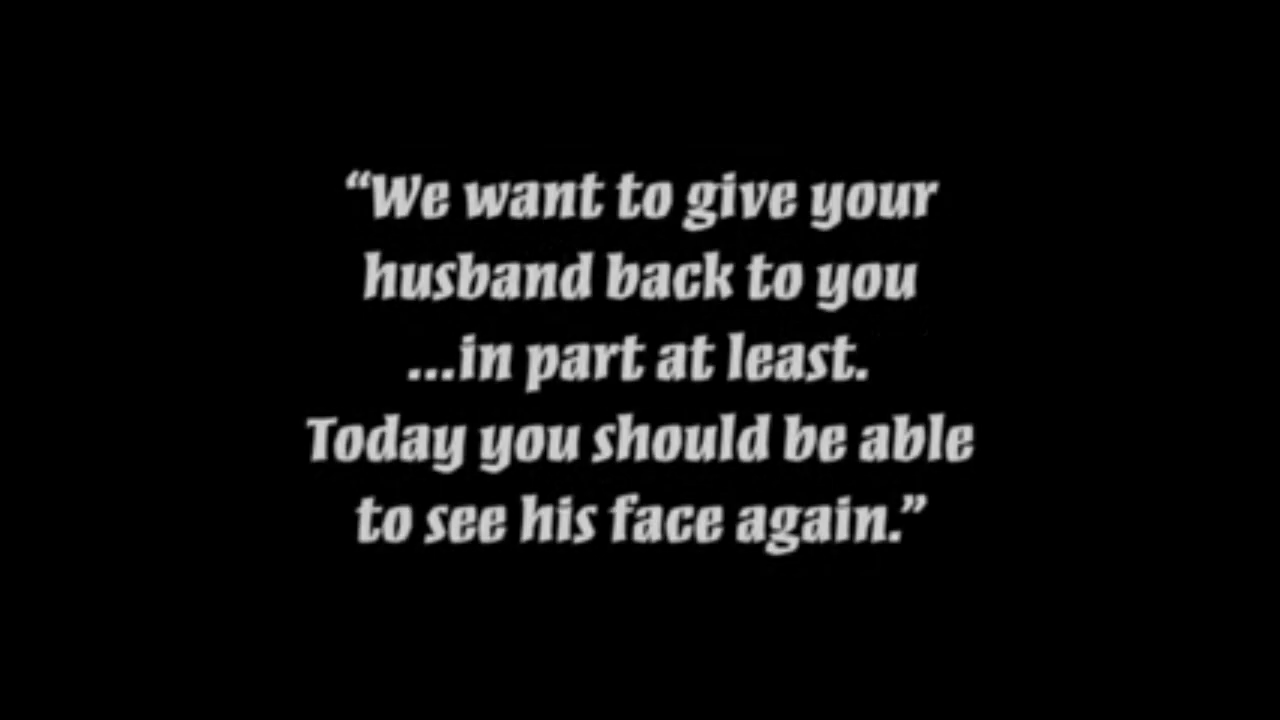 “We want to give your
husband back to you
...in part at least.
Today you should be able
to see his face again.”